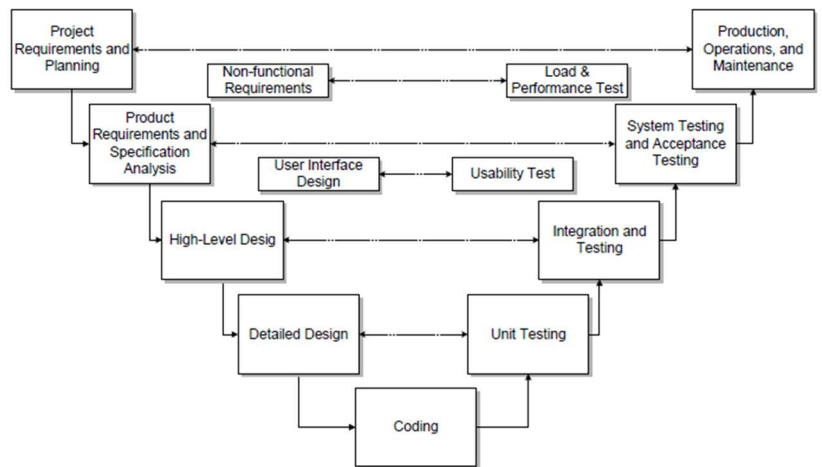 Project
Requirements and
Planning
Production,
Operations, and
Maintenance
Non-functional
Requirements
Load &
Performance Test
Product
Requirements and
Specification
Analysis
System Testing
and Acceptance
Testing
User Interface
Design
Usability Test
High-Level Desig
Integration and
Testing
Detailed Design
Unit Testing
Coding